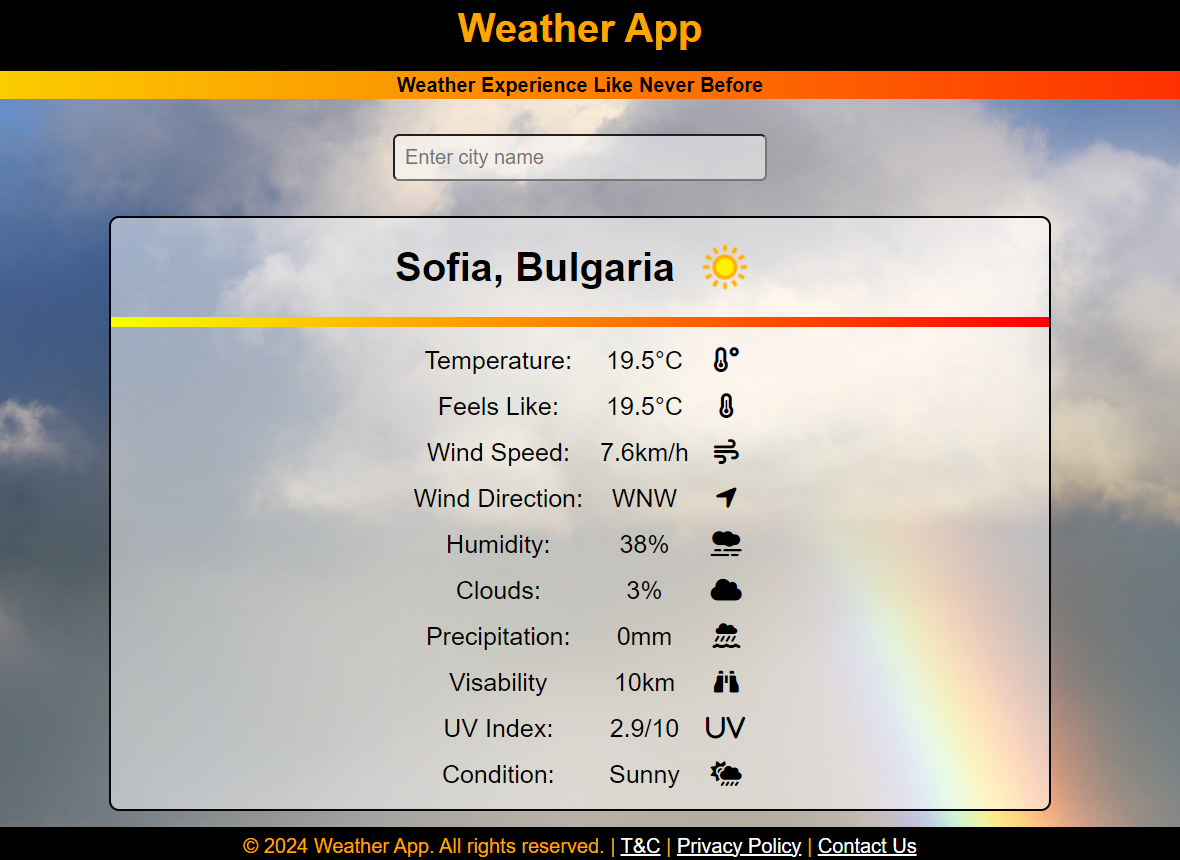 Weather App
Weather Experience Like Never Before
Enter city name
Sofia, Bulgaria
Temperature: 19.5°C
Feels Like: 19.5°C
Wind Speed: 7.6km/h
Wind Direction: WNW
Humidity: 38%
Clouds: 3%
Precipitation: 0mm
Visability 10km
UV Index: 2.9/10 UV
Condition: Sunny
© 2024 Weather App. All rights reserved. | T&C | Privacy Policy | Contact Us